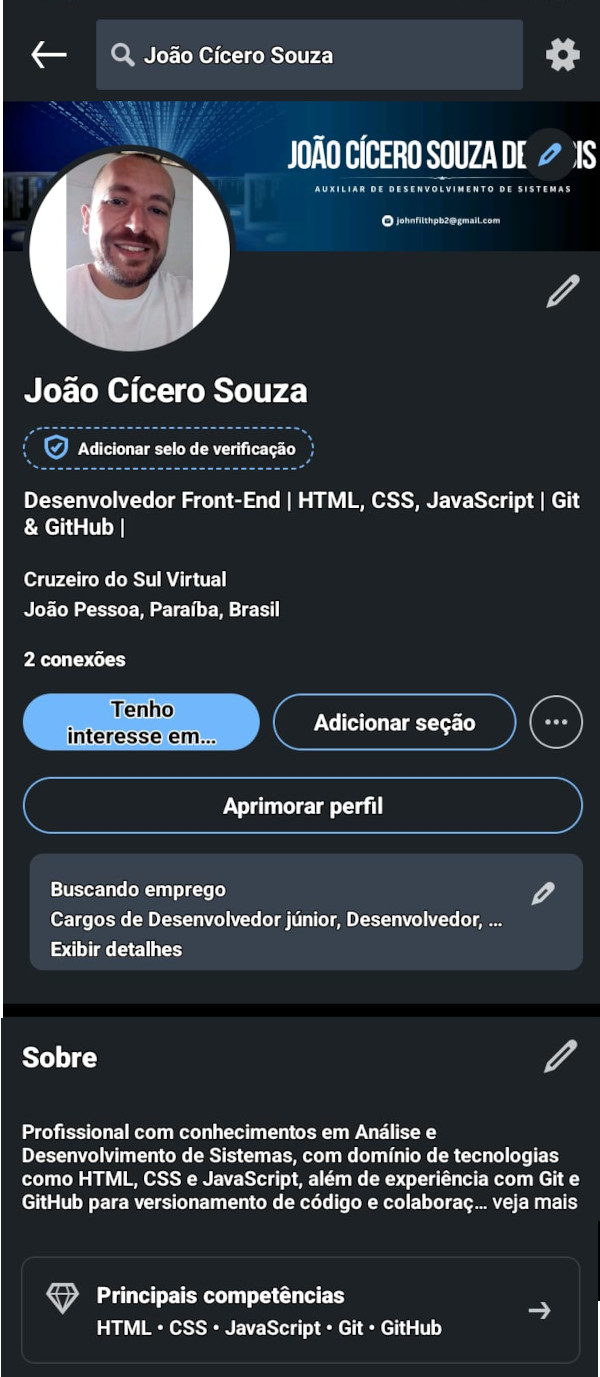 João Cícero Souza
JOÃO CÍCERO SOUZA DE
AUXILIAR DE DESENVOLVIMENTO DE SISTEMAS
johnfilthpb2@gmail.com
João Cícero Souza
Adicionar selo de verificação
Desenvolvedor Front-End | HTML, CSS, JavaScript | Git
& GitHub |
Cruzeiro do Sul Virtual
João Pessoa, Paraíba, Brasil
2 conexões
Tenho
interesse em...
Adicionar seção
Aprimorar perfil
Buscando emprego
Cargos de Desenvolvedor júnior, Desenvolvedor, ...
Exibir detalhes
Sobre
Profissional com conhecimentos em Análise e
Desenvolvimento de Sistemas, com domínio de tecnologias
como HTML, CSS e JavaScript, além de experiência com Git e
GitHub para versionamento de código e colaboraç... veja mais
Principais competências
HTML • CSS • JavaScript • Git • GitHub